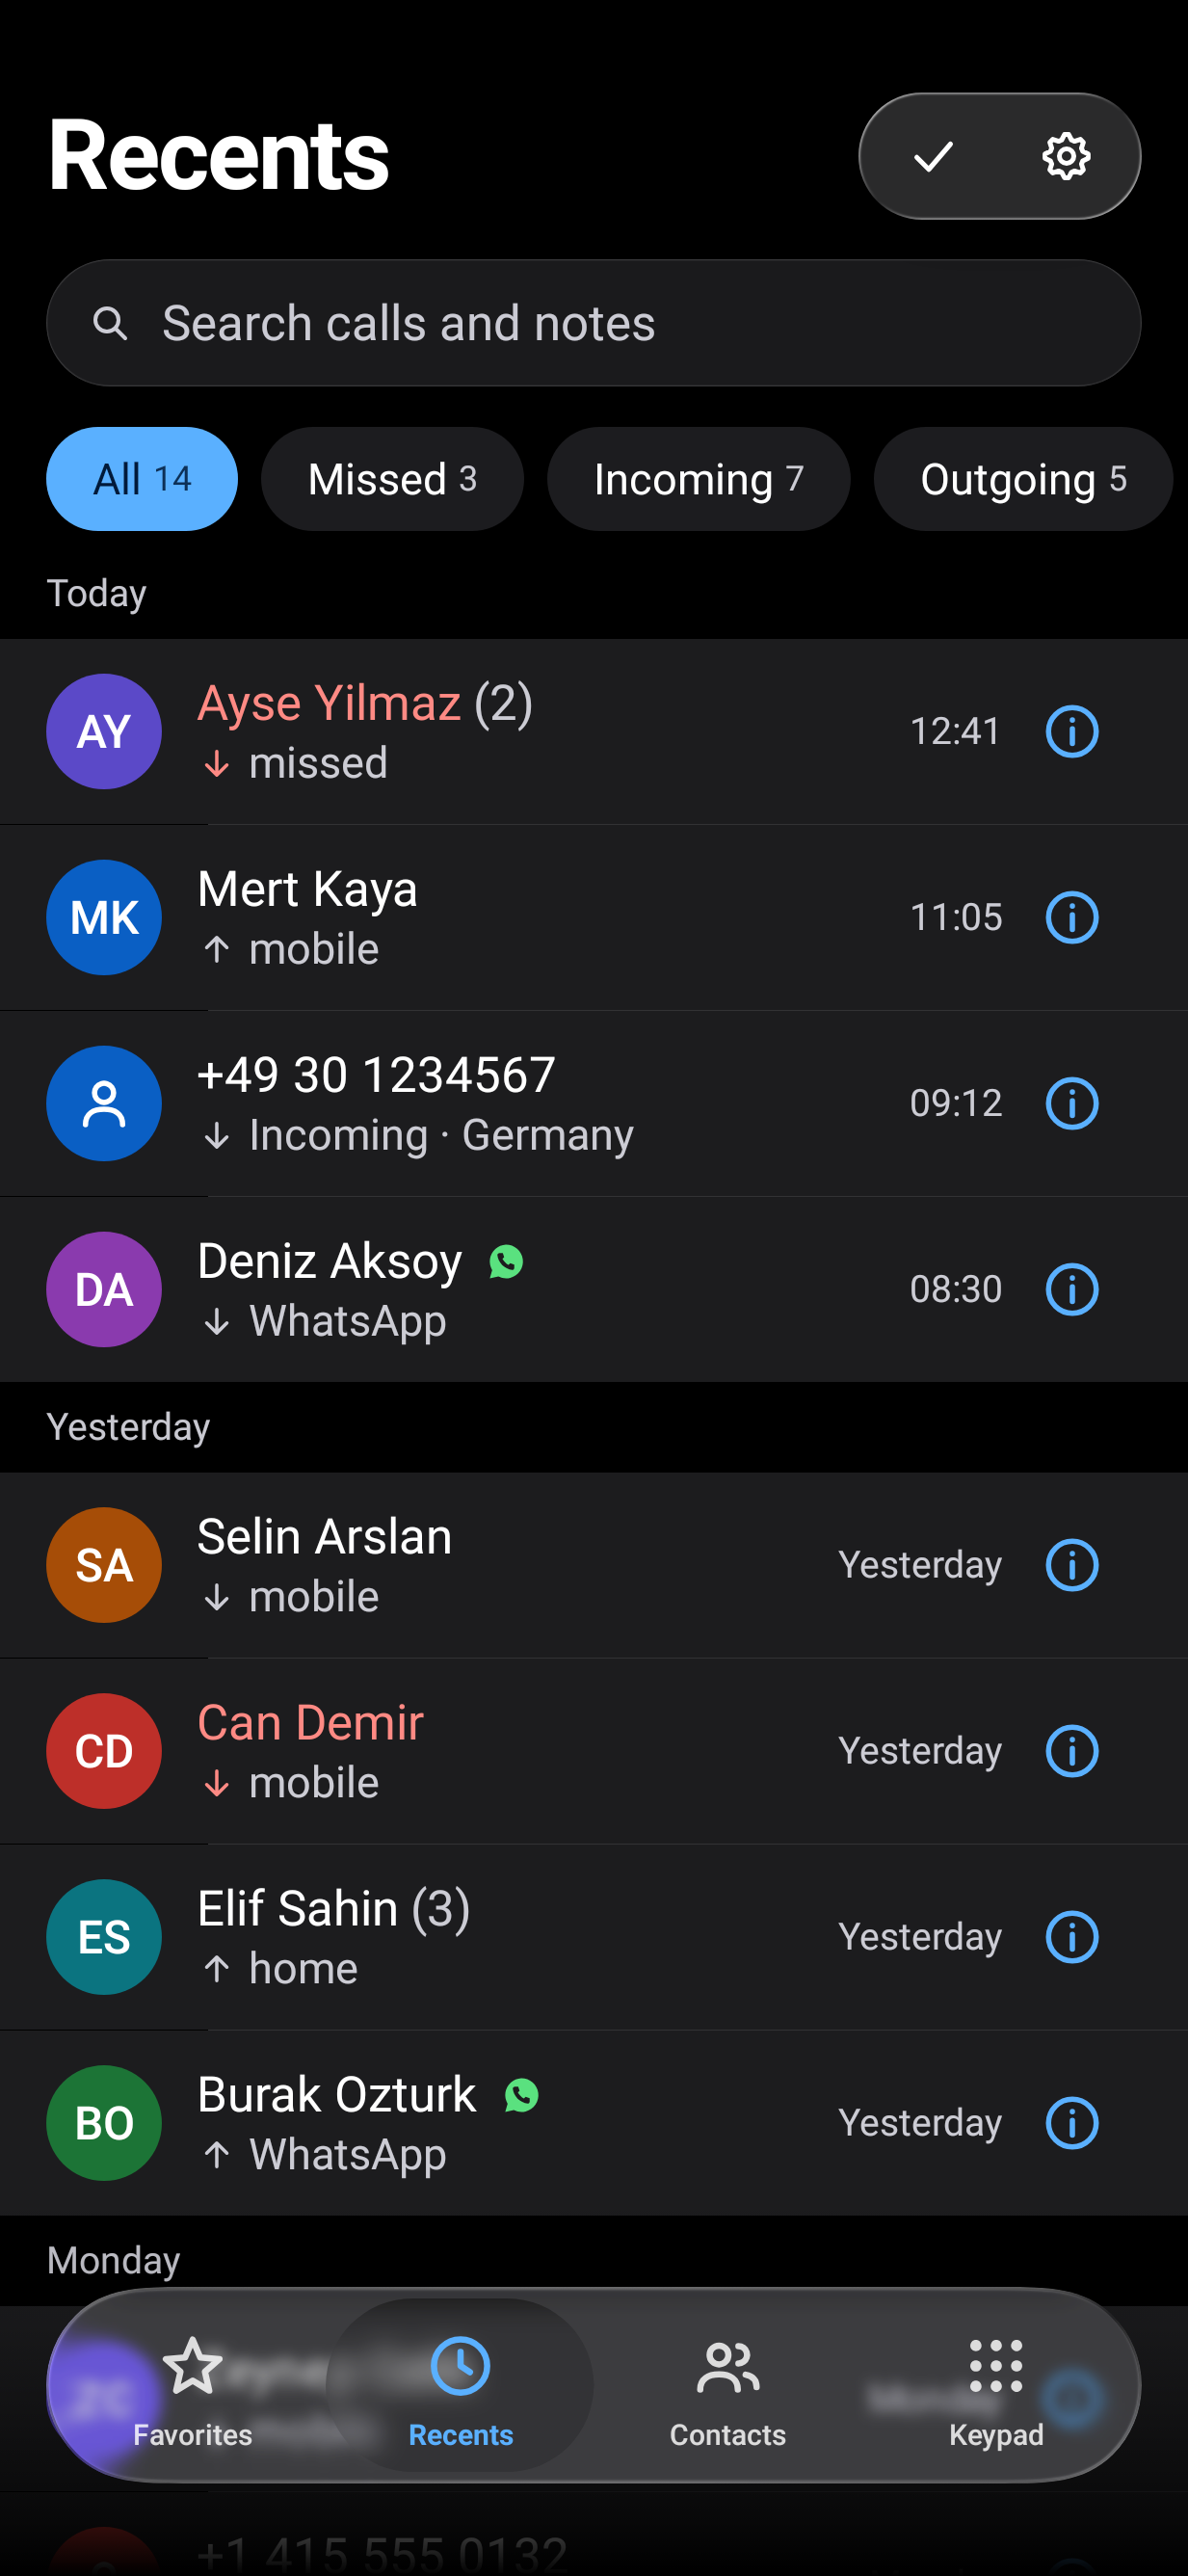 Recents
Search calls and notes
All 14
Missed 3
Incoming 7
Outgoing 5
Today
AY
Ayse Yilmaz (2)
missed
12:41
MK
Mert Kaya
mobile
11:05
+49 30 1234567
Incoming · Germany
09:12
DA
Deniz Aksoy
WhatsApp
08:30
Yesterday
SA
Selin Arslan
mobile
Yesterday
CD
Can Demir
mobile
Yesterday
ES
Elif Sahin (3)
home
Yesterday
BO
Burak Ozturk
WhatsApp
Yesterday
Monday
Monday
Favorites
Recents
Contacts
Keypad
+1 415 555 0132